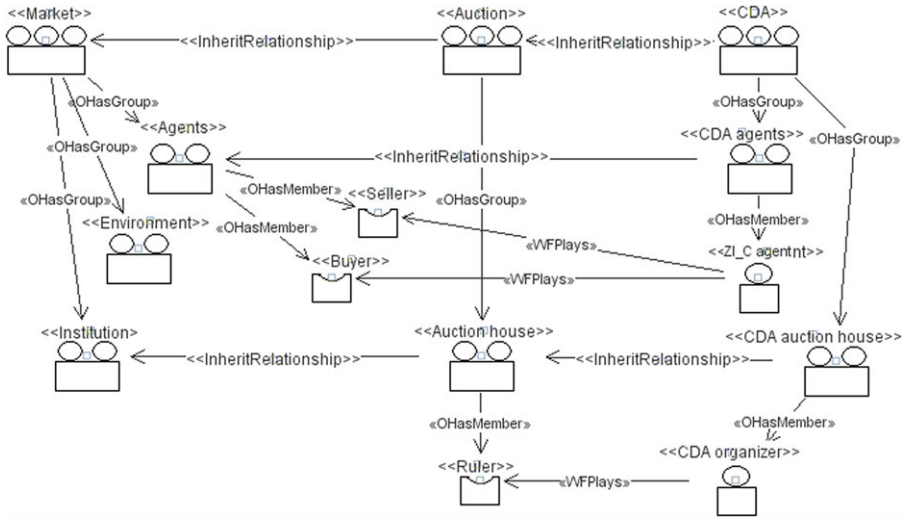 <<Market>>
<<Auction>>
<<CDA>>
<<InheritRelationship>>
<<InheritRelationship>>
«OHasGroup»
«OHasGroup»
<<Agents>>
<<CDA agents>>
«OHasGroup»
«OHasGroup»
<<InheritRelationship>>
«OHasMember»
<<Seller>>
«OHasGroup»
«OHasGroup»
<<Environment>>
«OHasMember»
«OHasMember»
«WFPlays»
<<ZI_C agentnt>>
<<Buyer>>
«WFPlays»
<<Institution>
<<Auction house>>
<<CDA auction house>>
<<InheritRelationship>>
<<InheritRelationship>>
«OHasMember»
«OHasMember»
<<CDA organizer>>
<<Ruler>>
«WFPlays»